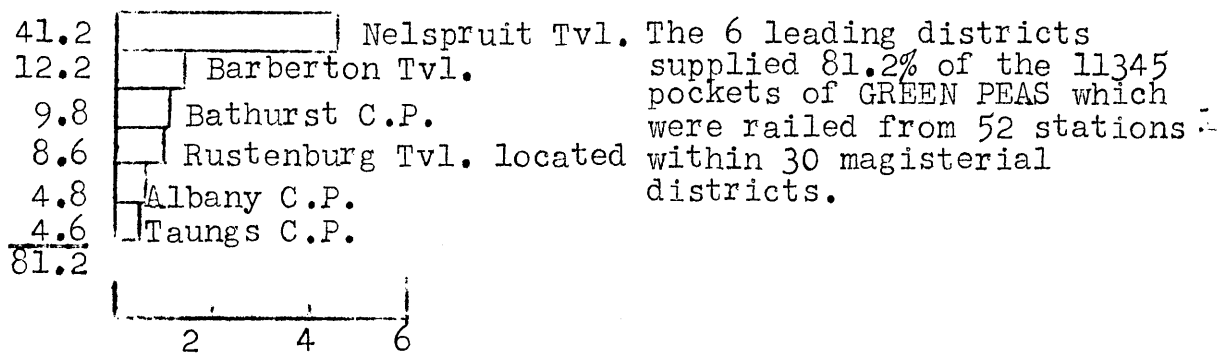 41.2 Nelspruit Tvl. The 6 leading districts
12.2 Barberton Tvl. supplied 81.2% of the 11345
9.8 Bathurst C.P. pockets of GREEN PEAS which
8.6 Rustenburg Tvl. located were railed from 52 stations
4.8 Albany C.P. within 30 magisterial
4.6 Taungs C.P. districts.
81.2
2 4 6